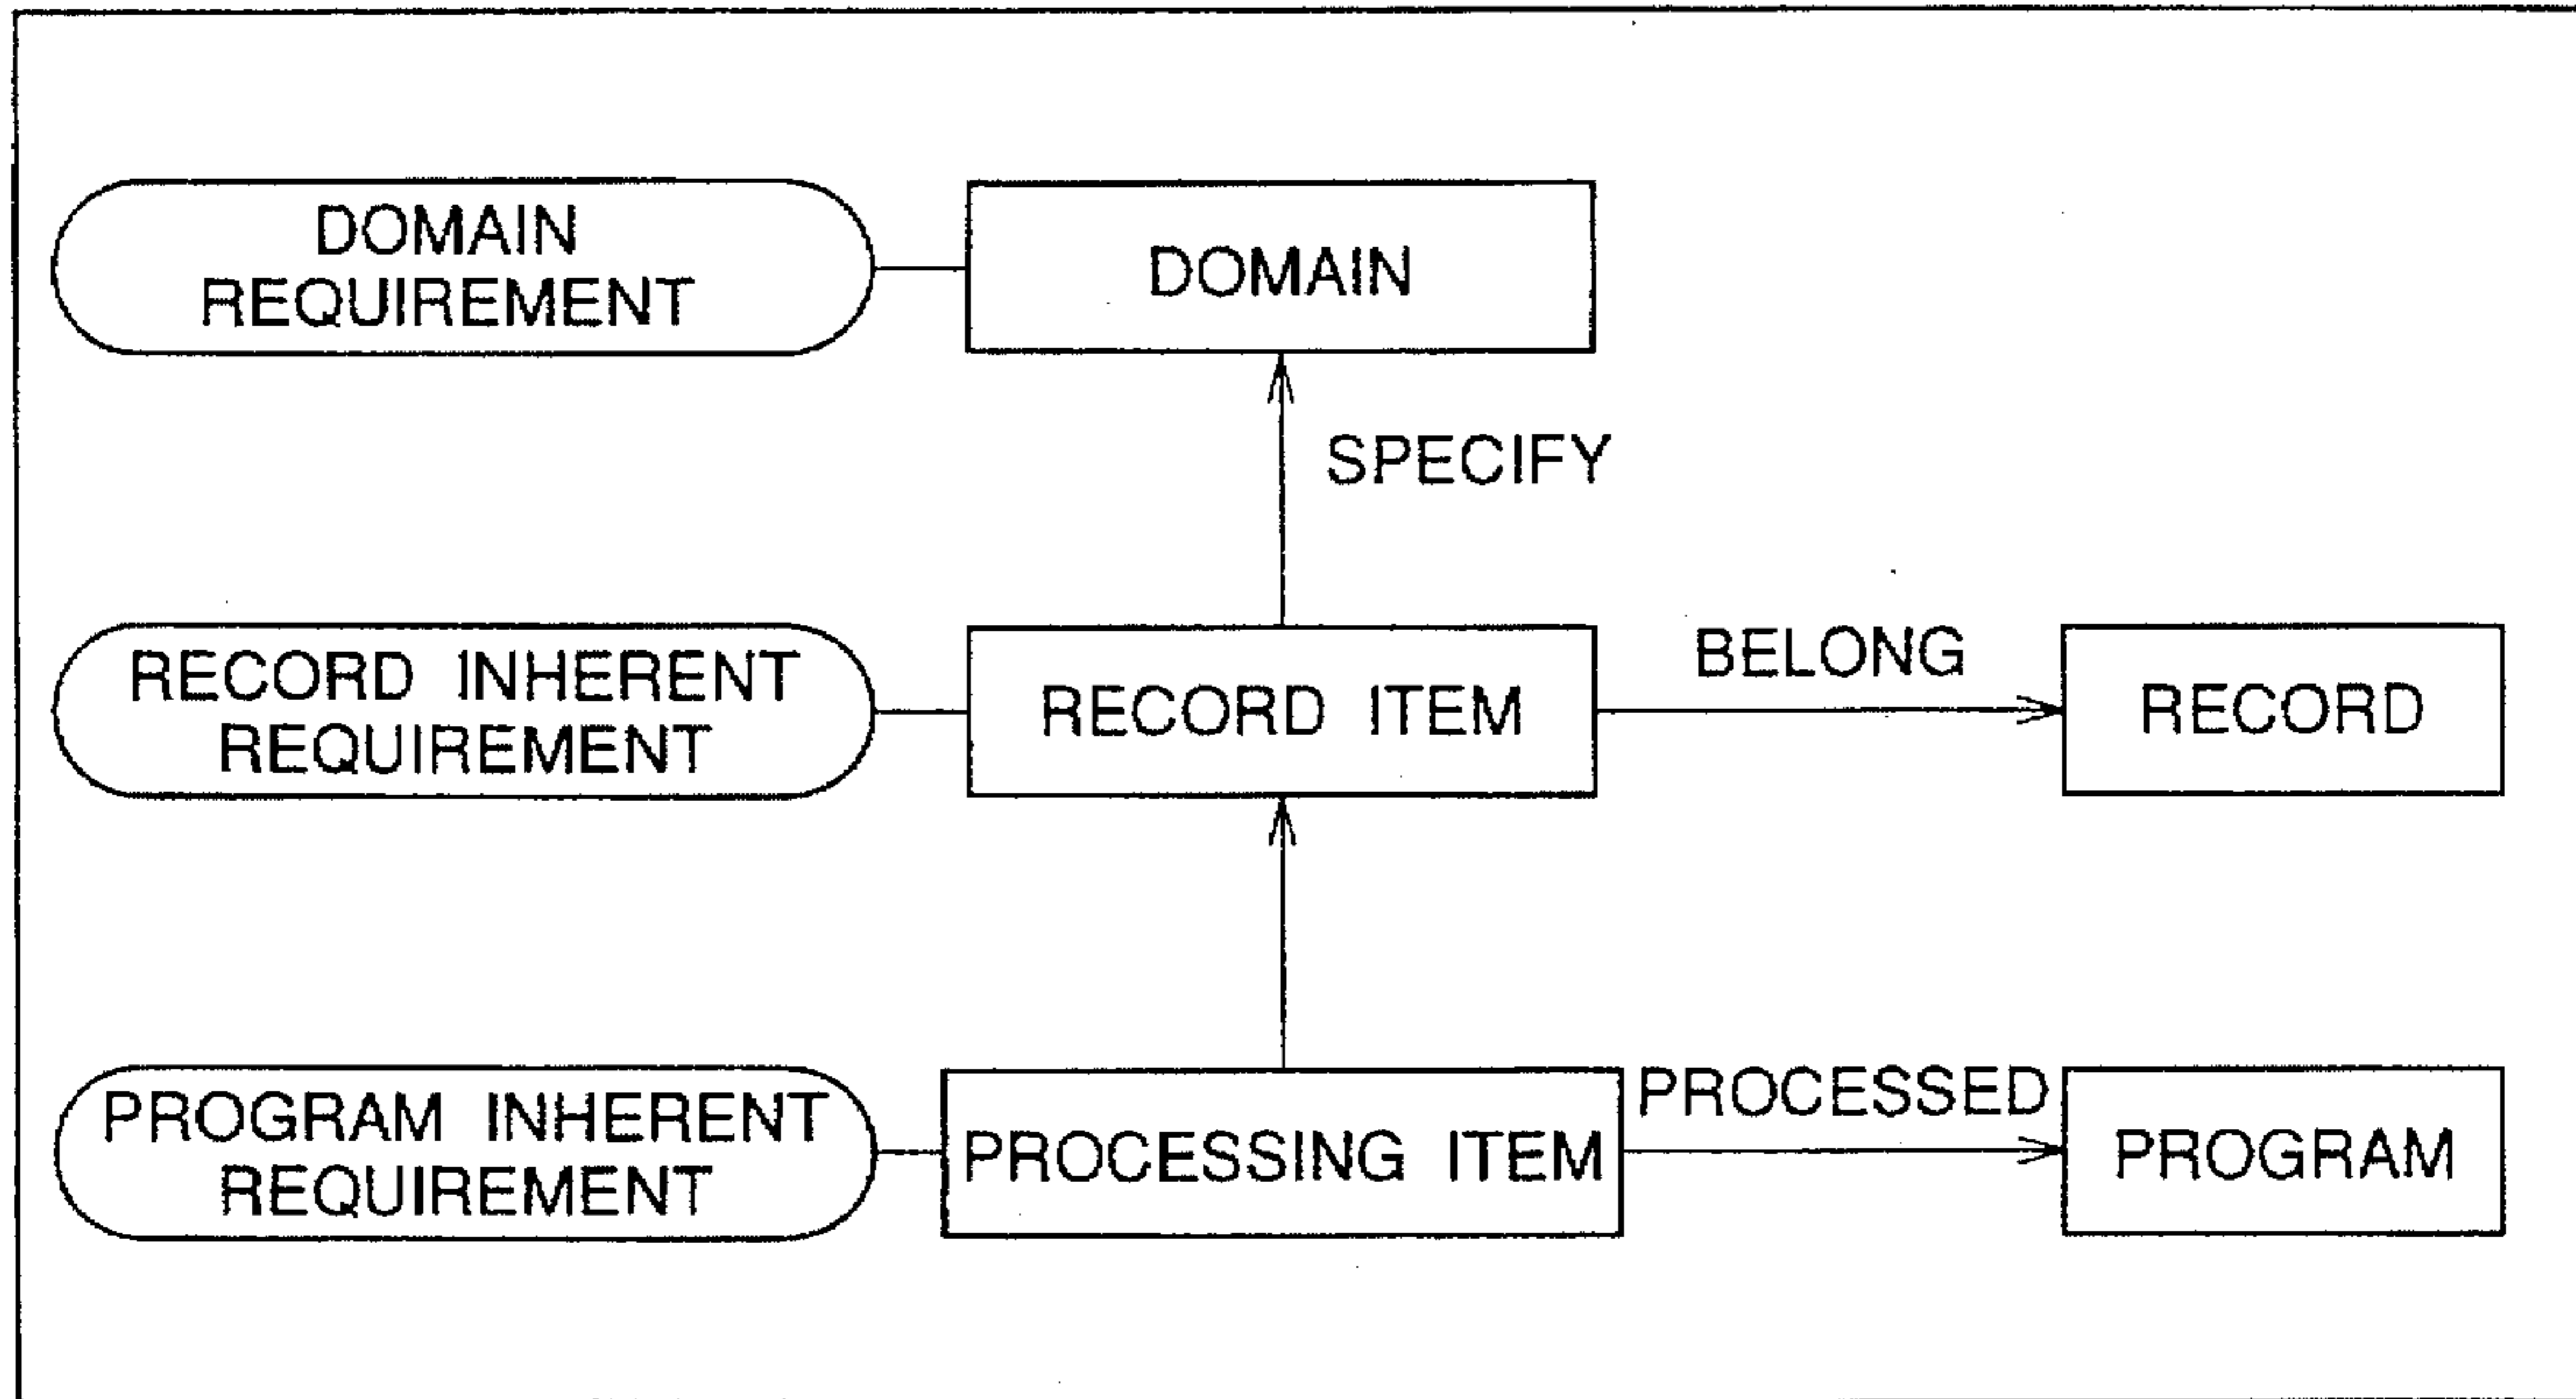 DOMAIN
REQUIREMENT
DOMAIN
SPECIFY
RECORD INHERENT
REQUIREMENT
RECORD ITEM
BELONG
RECORD
PROGRAM INHERENT
REQUIREMENT
PROCESSING ITEM
PROCESSED
PROGRAM